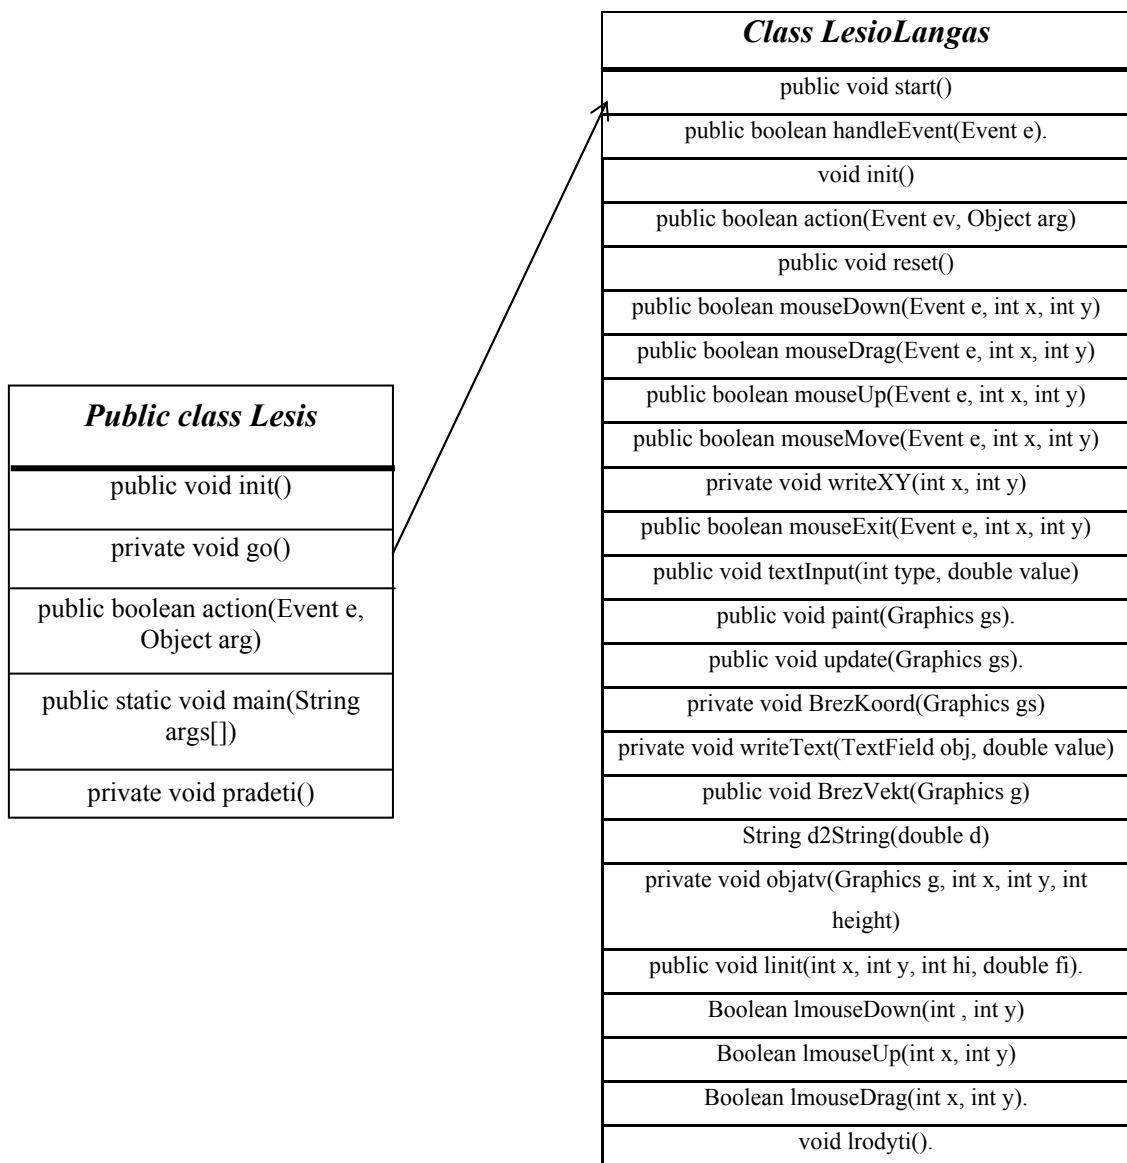 Public class Lesis
public void init()
private void go()
public boolean action(Event e,
Object arg)
public static void main(String
args[])
private void pradeti()
Class LesioLangas
public void start()
public boolean handleEvent(Event e).
void init()
public boolean action(Event ev, Object arg)
public void reset()
public boolean mouseDown(Event e, int x, int y)
public boolean mouseDrag(Event e, int x, int y)
public boolean mouseUp(Event e, int x, int y)
public boolean mouseMove(Event e, int x, int y)
private void writeXY(int x, int y)
public boolean mouseExit(Event e, int x, int y)
public void textInput(int type, double value)
public void paint(Graphics gs).
public void update(Graphics gs).
private void BrezKoord(Graphics gs)
private void writeText(TextField obj, double value)
public void BrezVekt(Graphics g)
String d2String(double d)
private void objatv(Graphics g, int x, int y, int
height)
public void linit(int x, int y, int hi, double fi).
Boolean lmouseDown(int , int y)
Boolean lmouseUp(int x, int y)
Boolean lmouseDrag(int x, int y).
void lrodyti().